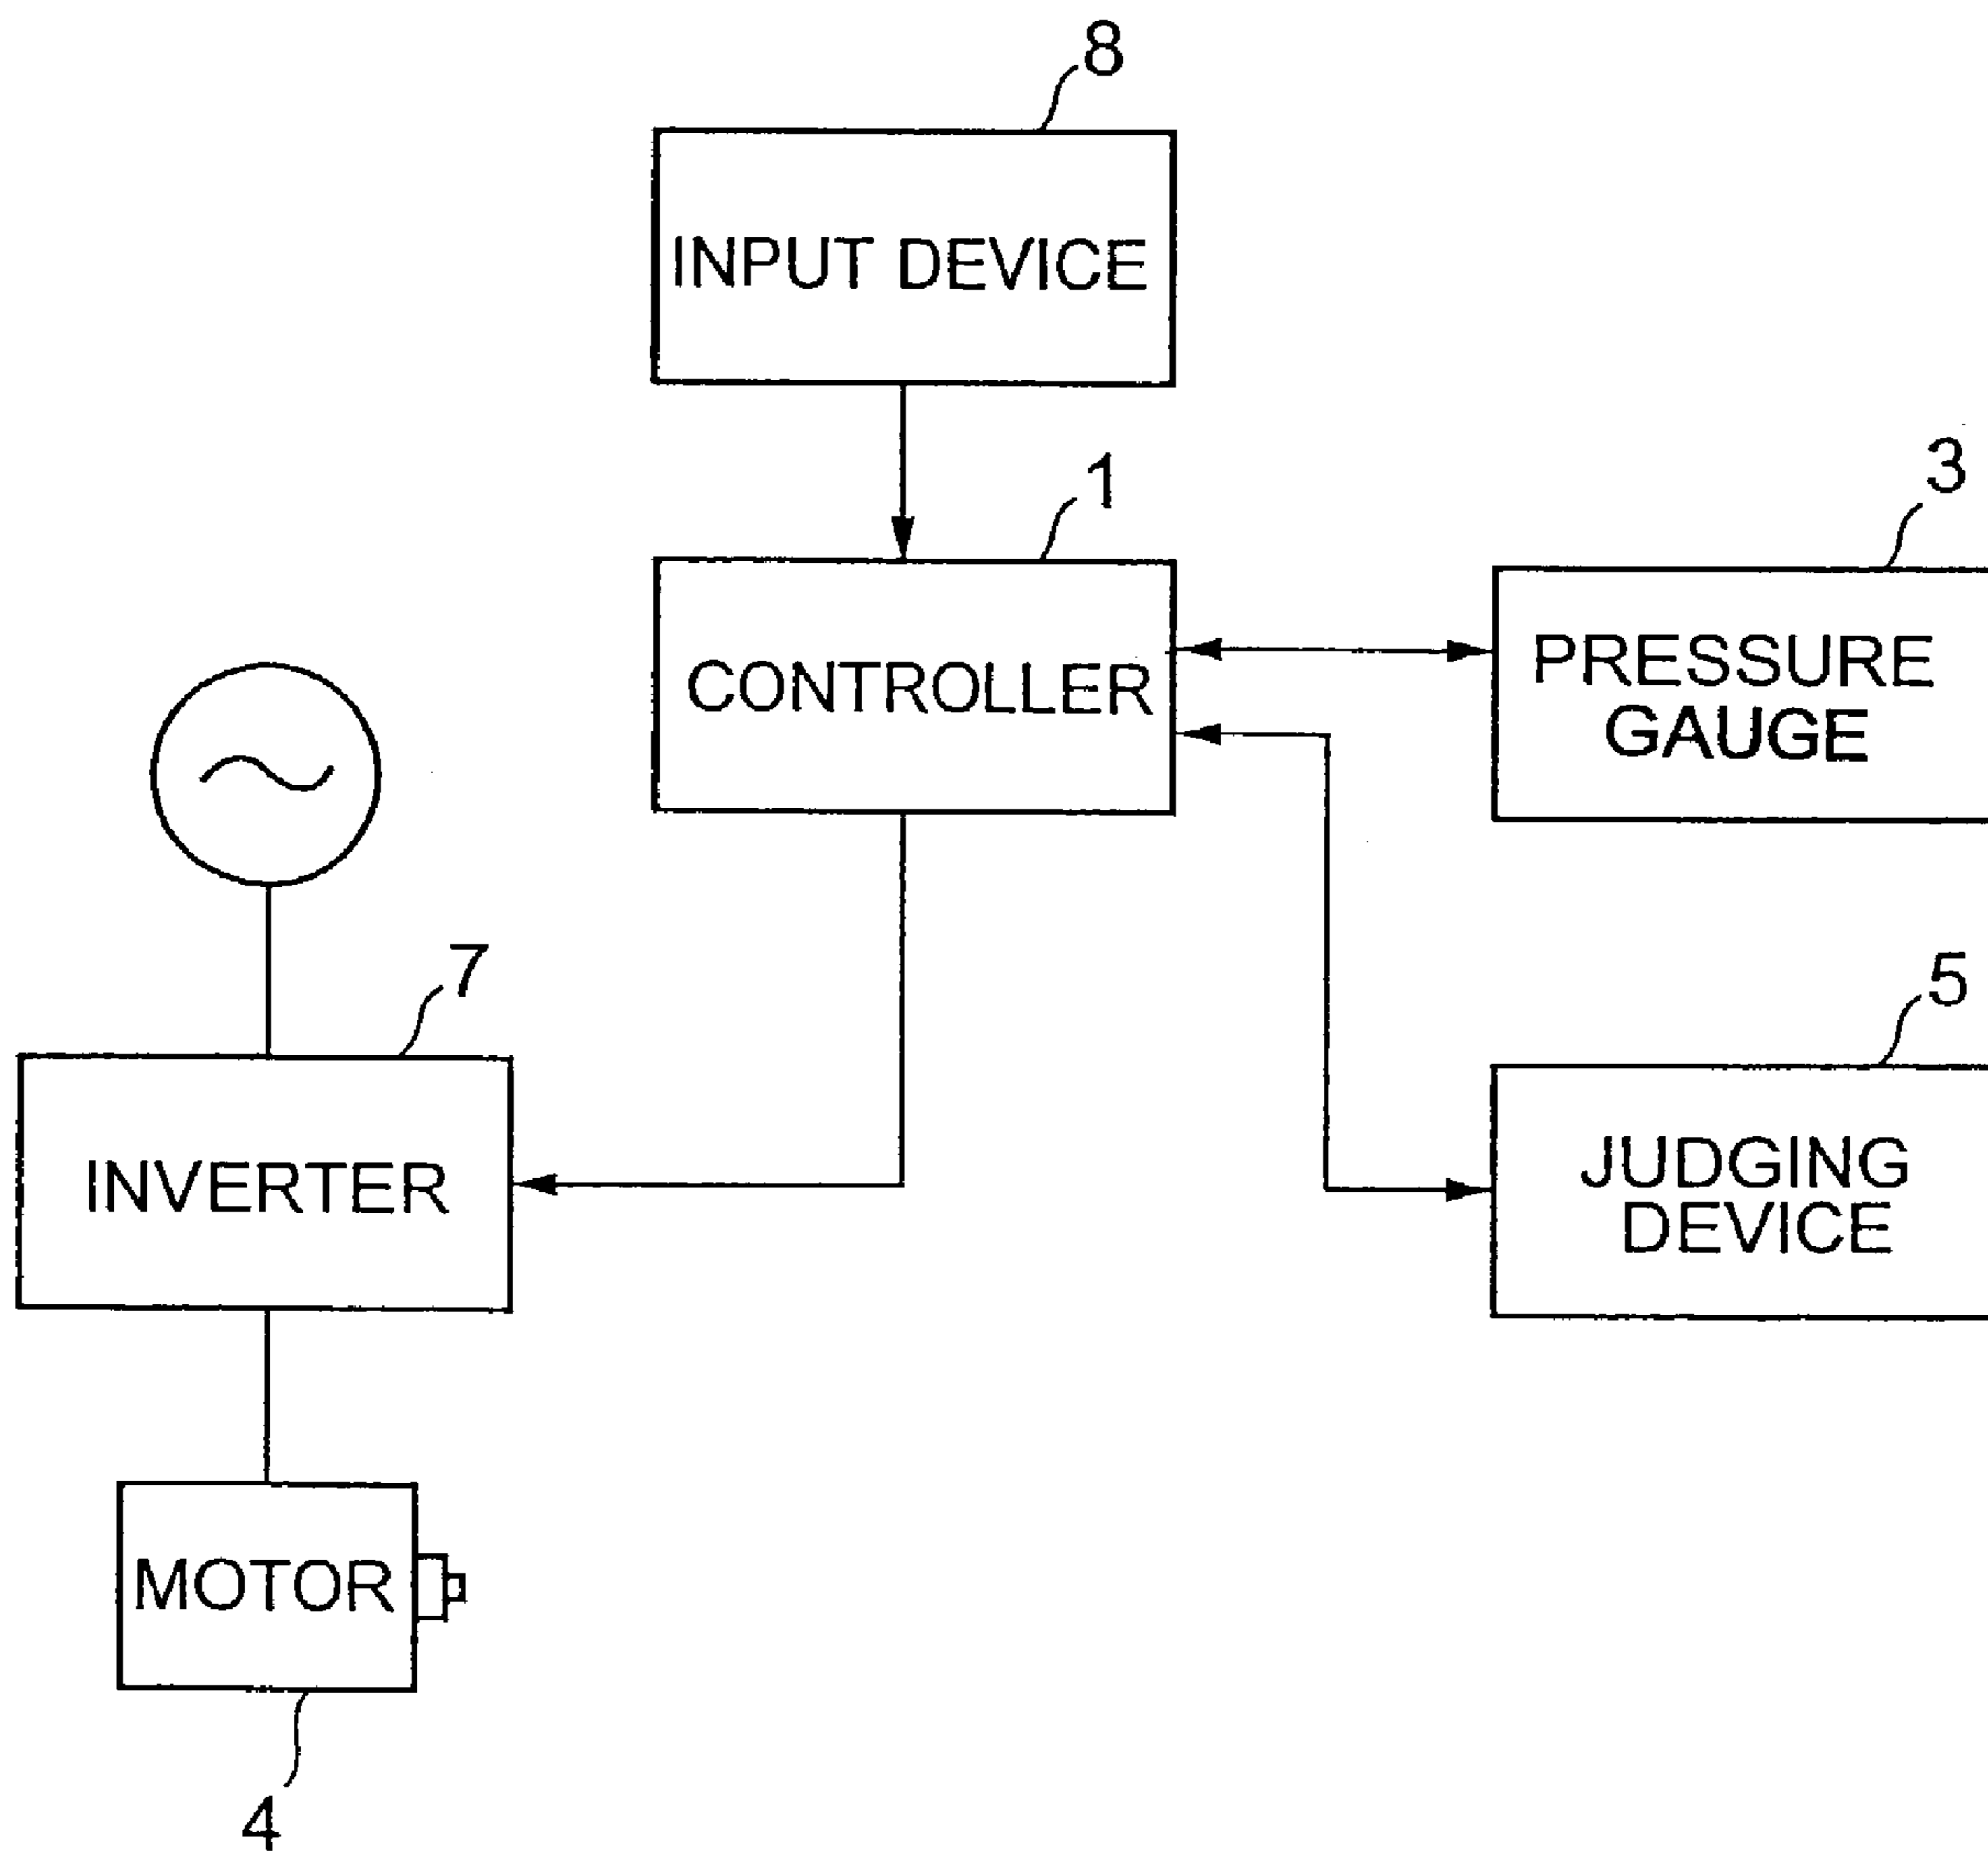 8
INPUT DEVICE
1
CONTROLLER
3
PRESSURE
GAUGE
7
INVERTER
5
JUDGING
DEVICE
MOTOR
4